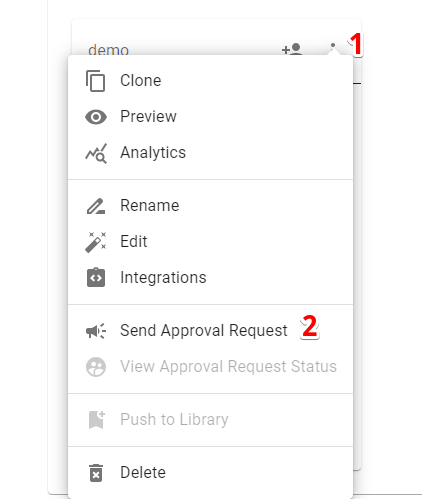 demo
1
Clone
Preview
Analytics
Rename
Edit
Integrations
Send Approval Request 2
View Approval Request Status
Push to Library
Delete